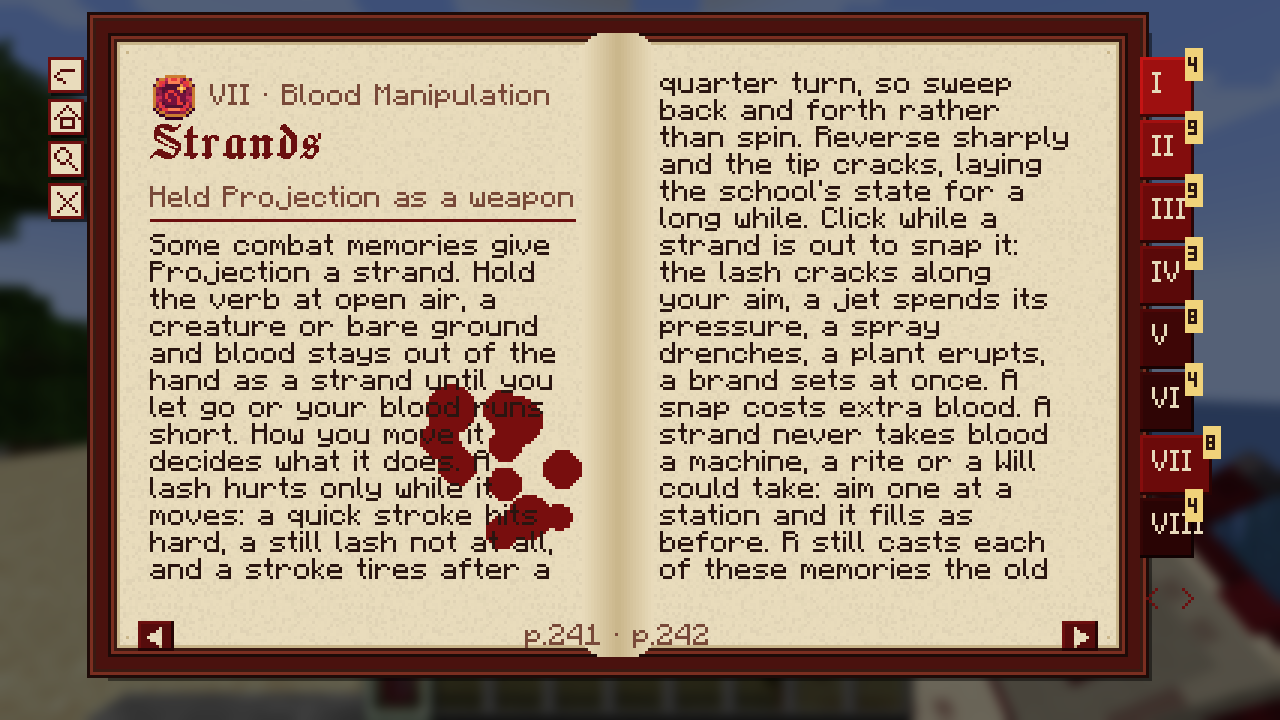 VII · Blood Manipulation
Strands
Held Projection as a weapon
Some combat memories give
Projection a strand. Hold
the verb at open air, a
creature or bare ground
and blood stays out of the
hand as a strand until you
let go or your blood runs
short. How you move it
decides what it does. A
lash hurts only while it
moves: a quick stroke hits
hard, a still lash not at all,
and a stroke tires after a
quarter turn, so sweep
back and forth rather
than spin. Reverse sharply
and the tip cracks, laying
the school's state for a
long while. Click while a
strand is out to snap it:
the lash cracks along
your aim, a jet spends its
pressure, a spray
drenches, a plant erupts,
a brand sets at once. A
snap costs extra blood. A
strand never takes blood
a machine, a rite or a Will
could take: aim one at a
station and it fills as
before. R still casts each
of these memories the old
p.241 · p.242
I
4
II
9
III
9
IV
3
V
8
VI
4
VII
8
VIII
4